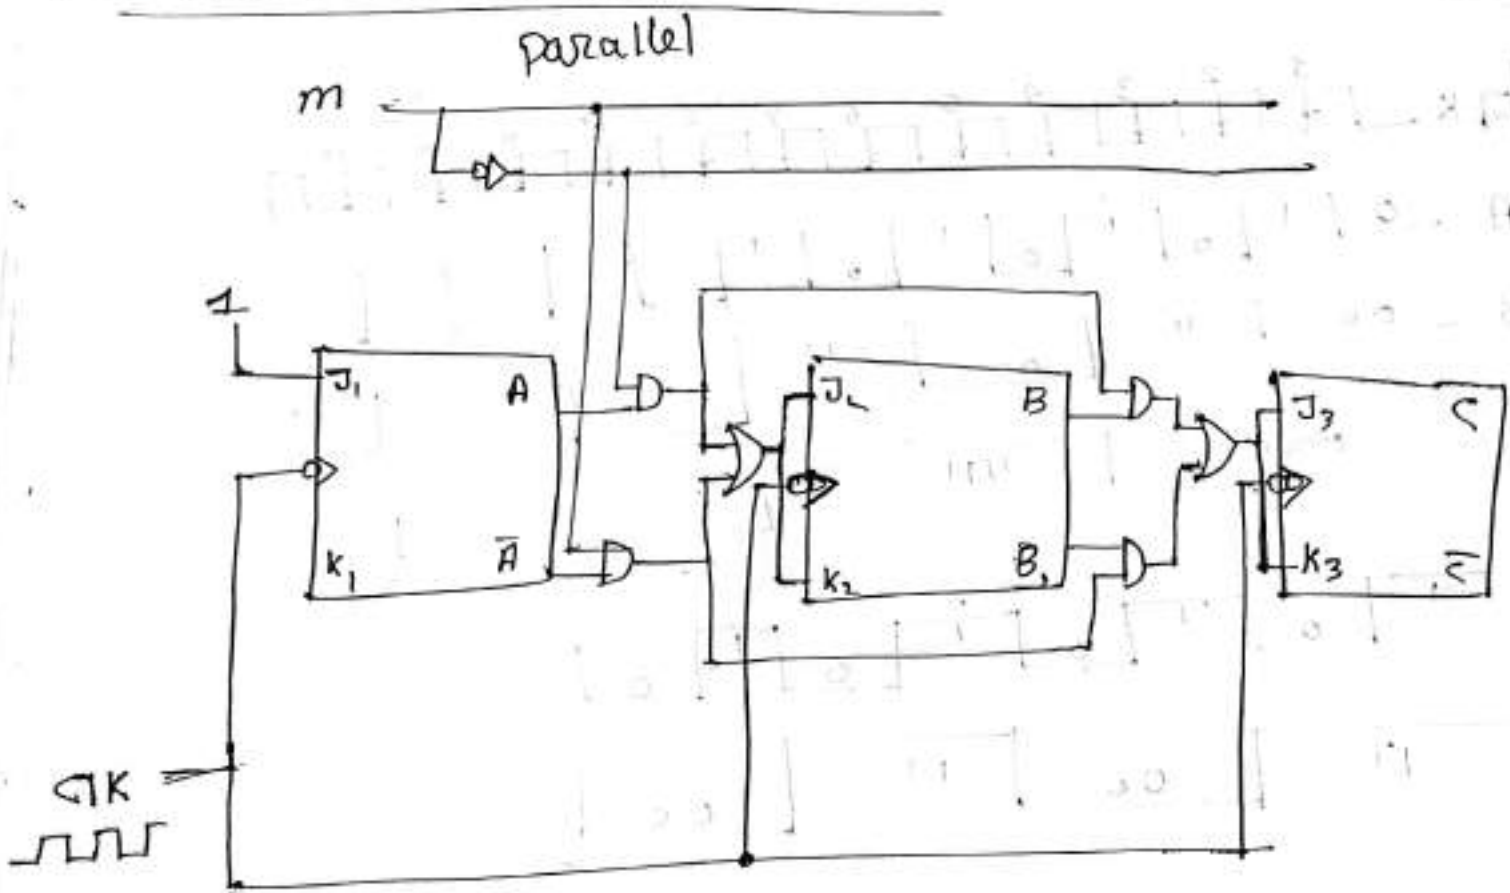 parallel
m
1
J₁ A
K₁ A̅
J₂ B
K₂ B̅
J₃ C
K₃ C̅
CLK